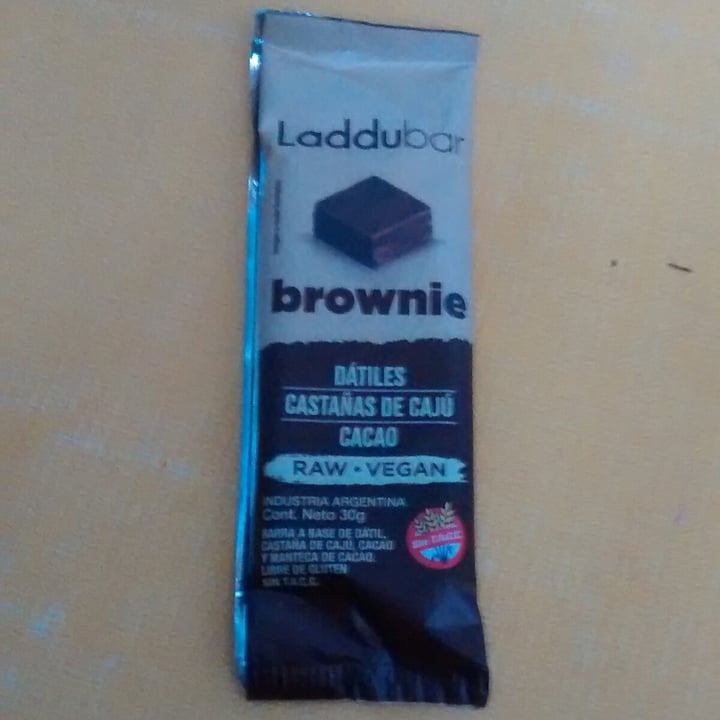 Laddubar
brownie
DÁTILES
CASTAÑAS DE CAJÚ
CACAO
RAW • VEGAN
INDUSTRIA ARGENTINA
Cont. Neto 30g
BARRA A BASE DE DÁTIL,
CASTAÑA DE CAJÚ, CACAO
Y MANTECA DE CACAO.
LIBRE DE GLUTEN
SIN T.A.C.C.
Sin T.A.C.C.